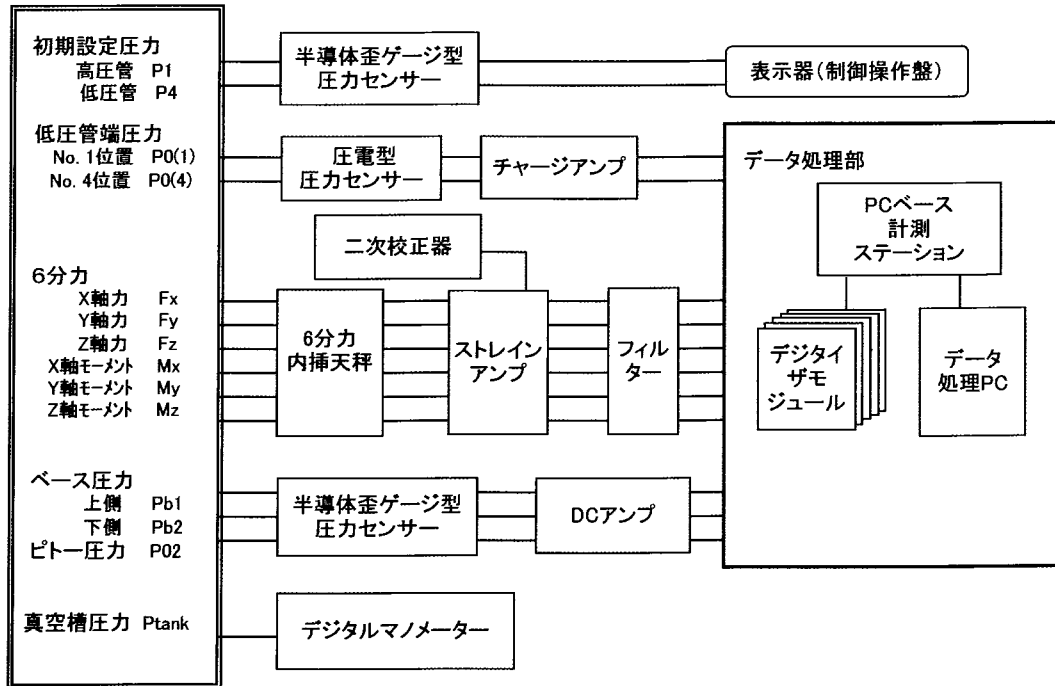 初期設定圧力
高圧管 P1
低圧管 P4
半導体歪ゲージ型
圧力センサー
表示器(制御操作盤)
低圧管端圧力
No. 1位置 P0(1)
No. 4位置 P0(4)
圧電型
圧力センサー
チャージアンプ
データ処理部
PCベース
計測
ステーション
二次校正器
6分力
X軸力 Fx
Y軸力 Fy
Z軸力 Fz
X軸モーメント Mx
Y軸モーメント My
Z軸モーメント Mz
6分力
内挿天秤
ストレイン
アンプ
フィル
ター
デジタイ
ザモ
ジュール
データ
処理PC
ベース圧力
上側 Pb1
下側 Pb2
ピトー圧力 P02
半導体歪ゲージ型
圧力センサー
DCアンプ
真空槽圧力 Ptank
デジタルマノメーター